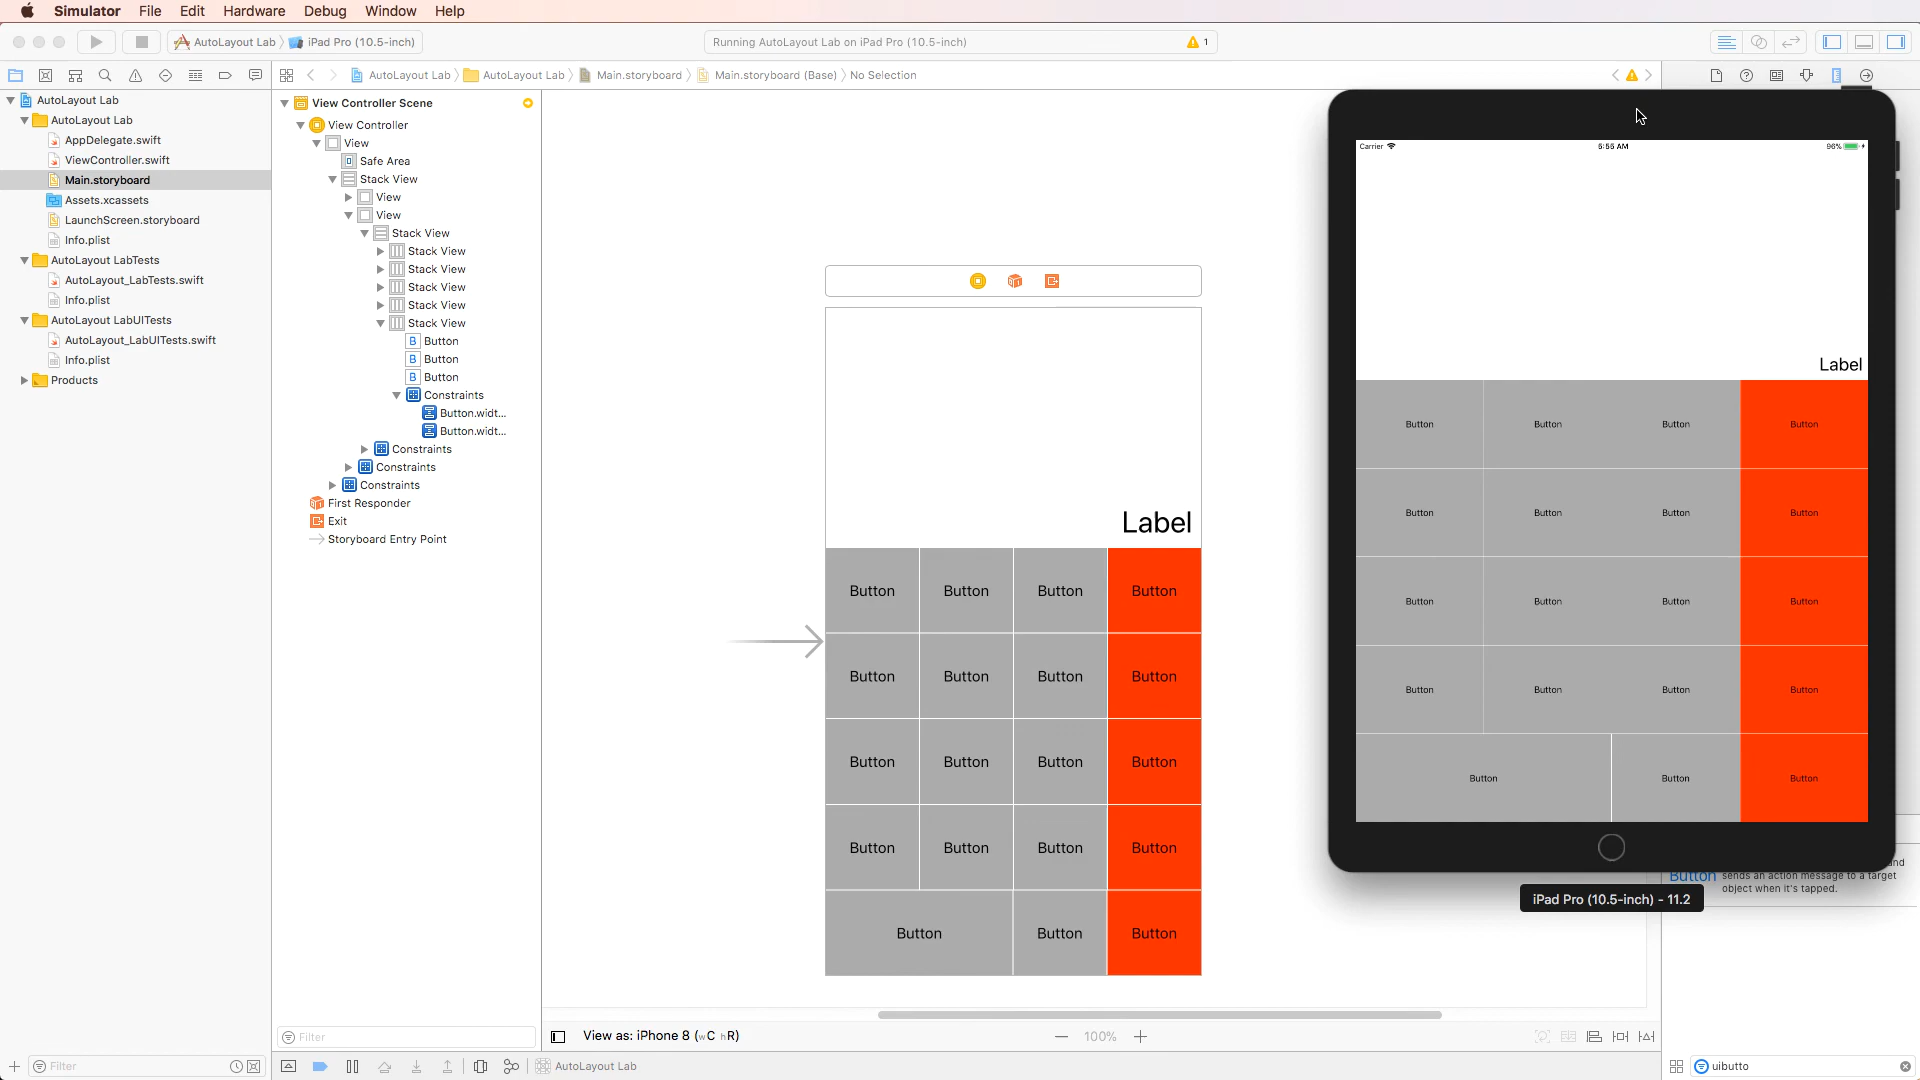 Simulator File Edit Hardware Debug Window Help
AutoLayout Lab iPad Pro (10.5-inch)
Running AutoLayout Lab on iPad Pro (10.5-inch)
1
AutoLayout Lab AutoLayout Lab Main.storyboard Main.storyboard (Base) No Selection
AutoLayout Lab
AutoLayout Lab
AppDelegate.swift
ViewController.swift
Main.storyboard
Assets.xcassets
LaunchScreen.storyboard
Info.plist
AutoLayout LabTests
AutoLayout_LabTests.swift
Info.plist
AutoLayout LabUITests
AutoLayout_LabUITests.swift
Info.plist
Products
Filter
View Controller Scene
View Controller
View
Safe Area
Stack View
View
View
Stack View
Stack View
Stack View
Stack View
Stack View
Stack View
Button
Button
Button
Constraints
Button.widt...
Button.widt...
Constraints
Constraints
Constraints
First Responder
Exit
Storyboard Entry Point
Filter
Label
Button Button Button Button
Button Button Button Button
Button Button Button Button
Button Button Button Button
Button Button Button
View as: iPhone 8 (wC hR)
100%
AutoLayout Lab
Carrier 5:55 AM 96%
Label
Button Button Button Button
Button Button Button Button
Button Button Button Button
Button Button Button Button
Button Button Button
iPad Pro (10.5-inch) - 11.2
and
Button sends an action message to a target
object when it's tapped.
uibutto